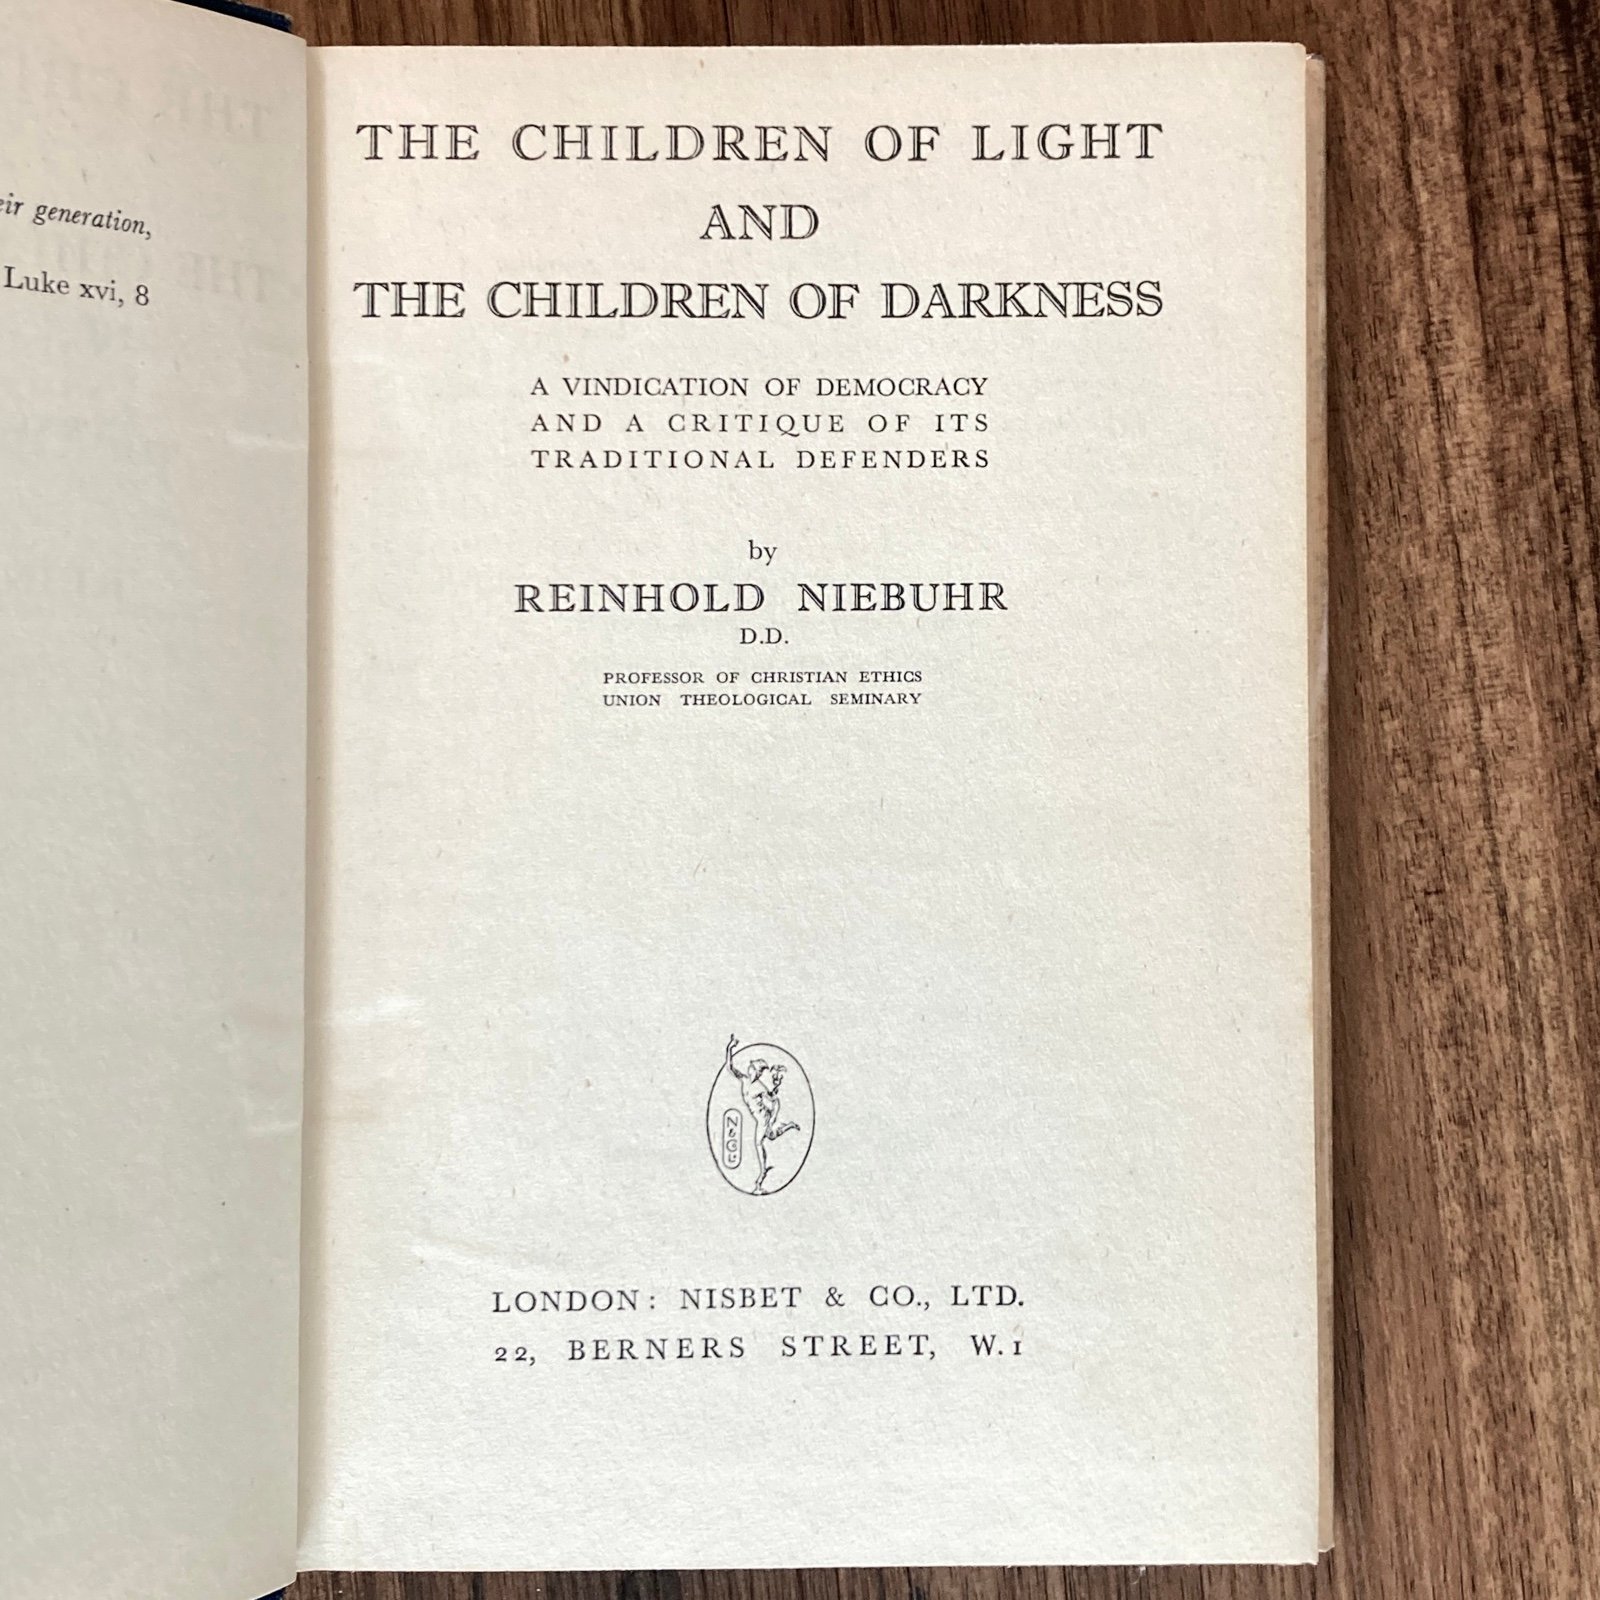 generation,
Luke xvi, 8
THE CHILDREN OF LIGHT
AND
THE CHILDREN OF DARKNESS
A VINDICATION OF DEMOCRACY
AND A CRITIQUE OF ITS
TRADITIONAL DEFENDERS
by
REINHOLD NIEBUHR
D.D.
PROFESSOR OF CHRISTIAN ETHICS
UNION THEOLOGICAL SEMINARY
N & Co
LONDON: NISBET & CO., LTD.
22, BERNERS STREET, W.1